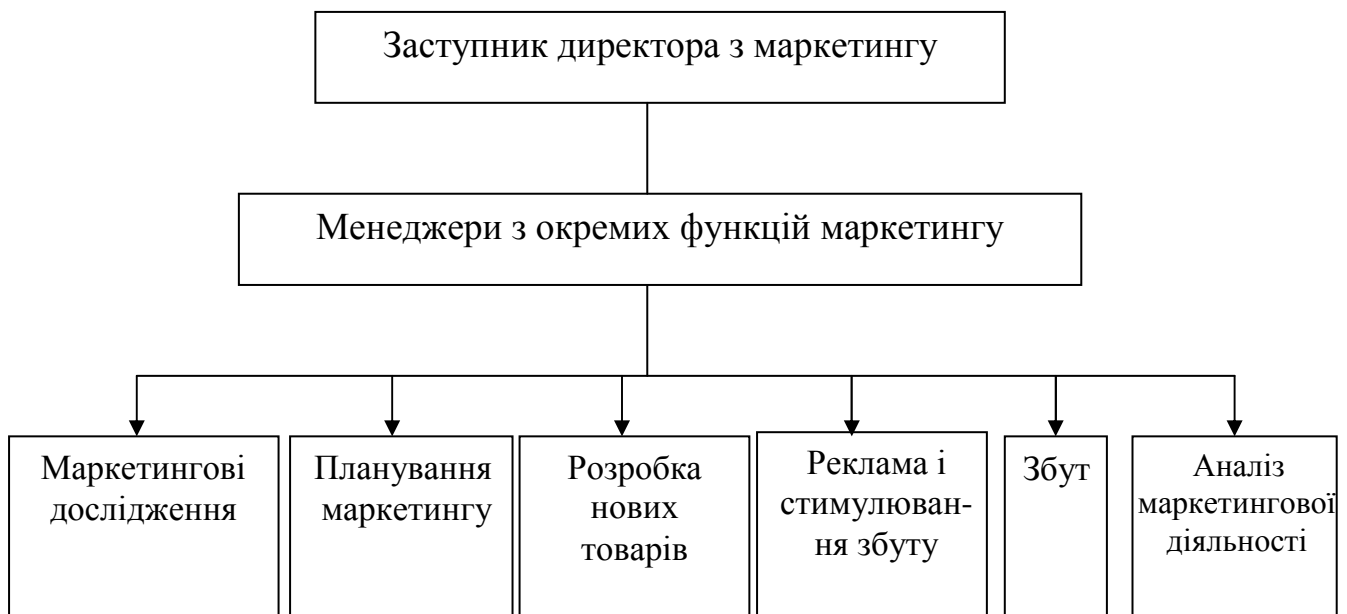 Заступник директора з маркетингу
Менеджери з окремих функцій маркетингу
Маркетингові
дослідження
Планування
маркетингу
Розробка
нових
товарів
Реклама і
стимулюван-
ня збуту
Збут
Аналіз
маркетингової
діяльності